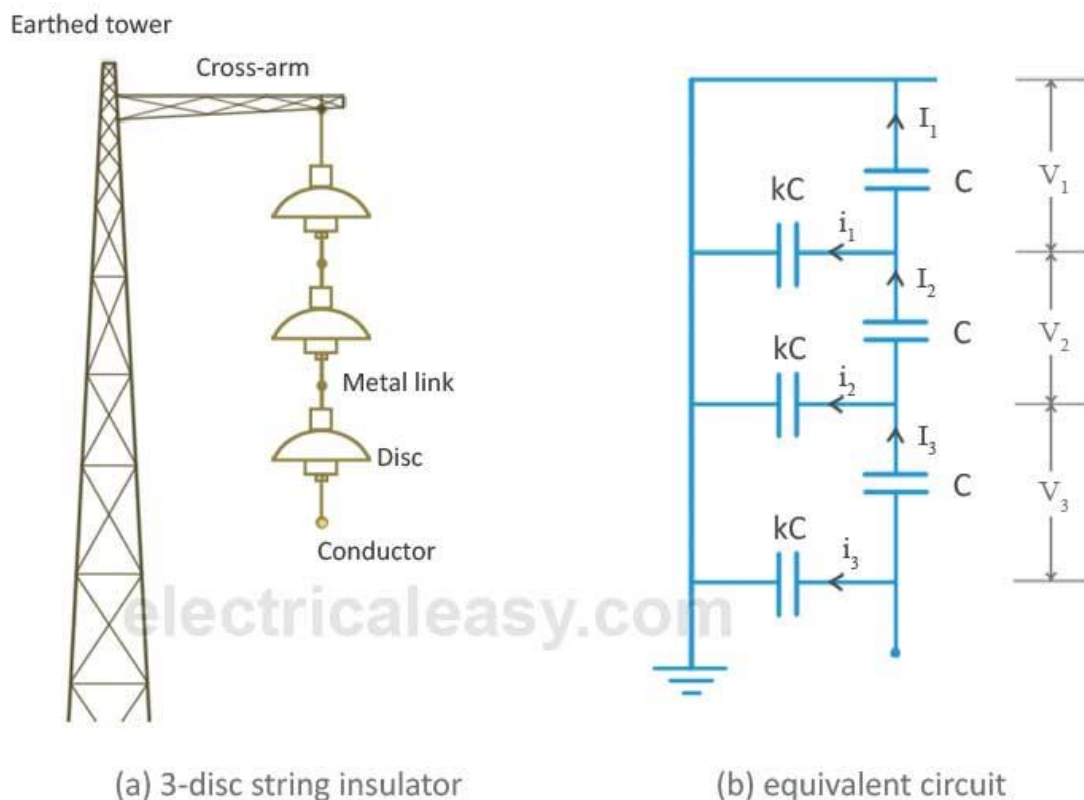 Earthed tower
Cross-arm
Metal link
Disc
Conductor
I1
C
V1
kC
i1
I2
C
V2
kC
i2
I3
C
V3
kC
i3
electricaleasy.com
(a) 3-disc string insulator
(b) equivalent circuit